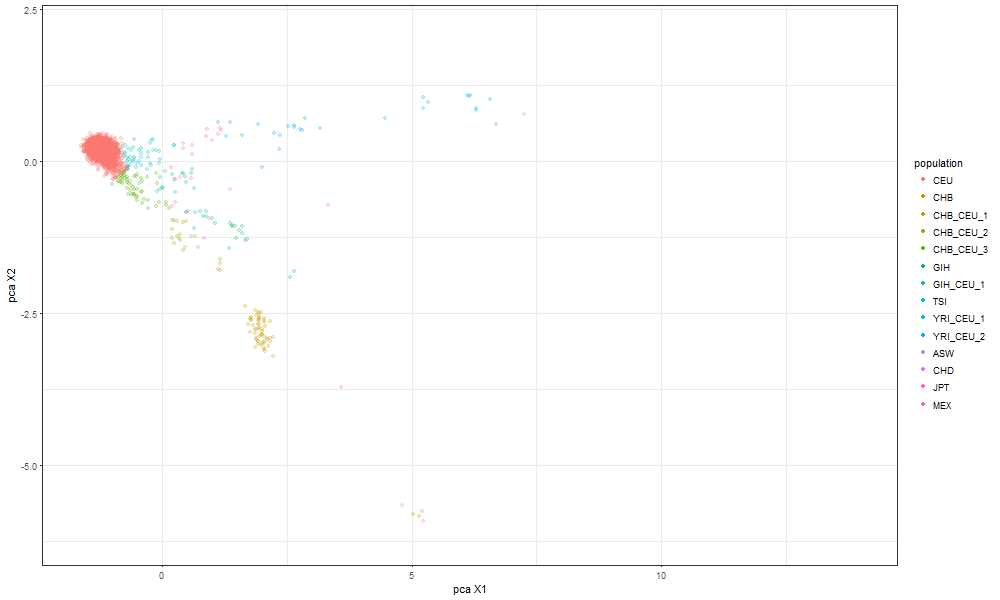 2.5
0.0
-2.5
-5.0
pca X2
0
5
10
pca X1
population
CEU
CHB
CHB_CEU_1
CHB_CEU_2
CHB_CEU_3
GIH
GIH_CEU_1
TSI
YRI_CEU_1
YRI_CEU_2
ASW
CHD
JPT
MEX